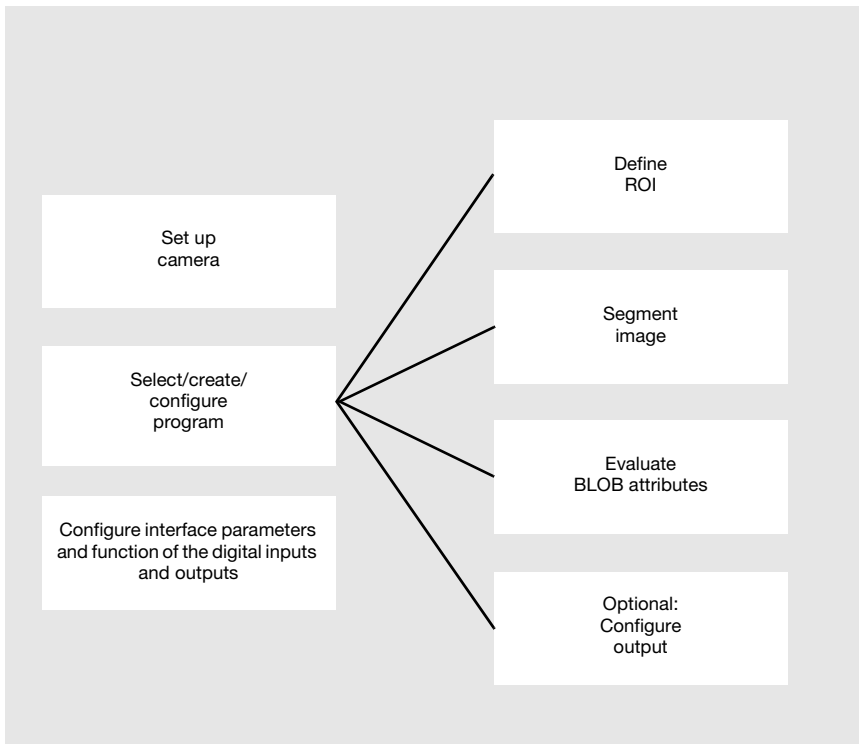 Set up
camera
Select/create/
configure
program
Configure interface parameters
and function of the digital inputs
and outputs
Define
ROI
Segment
image
Evaluate
BLOB attributes
Optional:
Configure
output